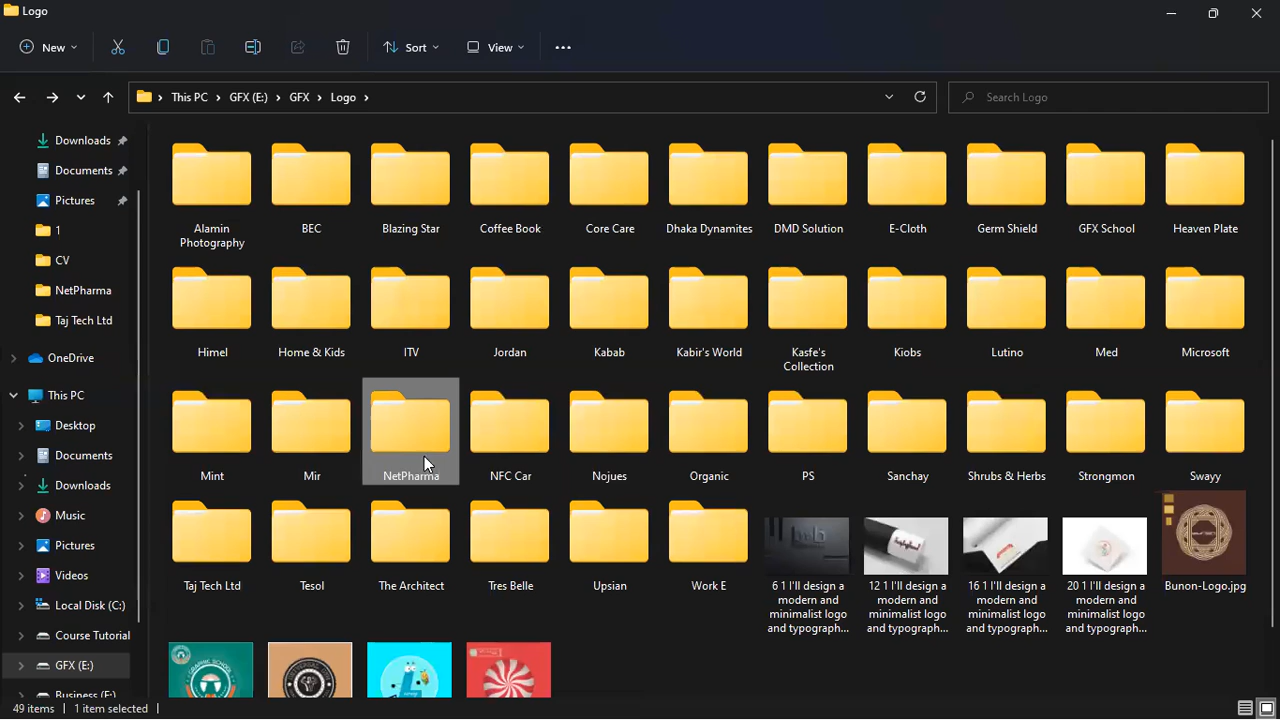 Logo
New
Sort
View
This PC > GFX (E:) > GFX > Logo >
Search Logo
Downloads
Documents
Pictures
1
CV
NetPharma
Taj Tech Ltd
OneDrive
This PC
Desktop
Documents
Downloads
Music
Pictures
Videos
Local Disk (C:)
Course Tutorial
GFX (E:)
Business (F:)
Alamin Photography
BEC
Blazing Star
Coffee Book
Core Care
Dhaka Dynamites
DMD Solution
E-Cloth
Germ Shield
GFX School
Heaven Plate
Himel
Home & Kids
ITV
Jordan
Kabab
Kabir's World
Kasfe's Collection
Kiobs
Lutino
Med
Microsoft
Mint
Mir
NetPharma
NFC Car
Nojues
Organic
PS
Sanchay
Shrubs & Herbs
Strongmon
Swayy
Taj Tech Ltd
Tesol
The Architect
Tres Belle
Upsian
Work E
6 1 I'll design a modern and minimalist logo and typograph...
12 1 I'll design a modern and minimalist logo and typograph...
16 1 I'll design a modern and minimalist logo and typograph...
20 1 I'll design a modern and minimalist logo and typograph...
Bunon-Logo.jpg
49 items
1 item selected